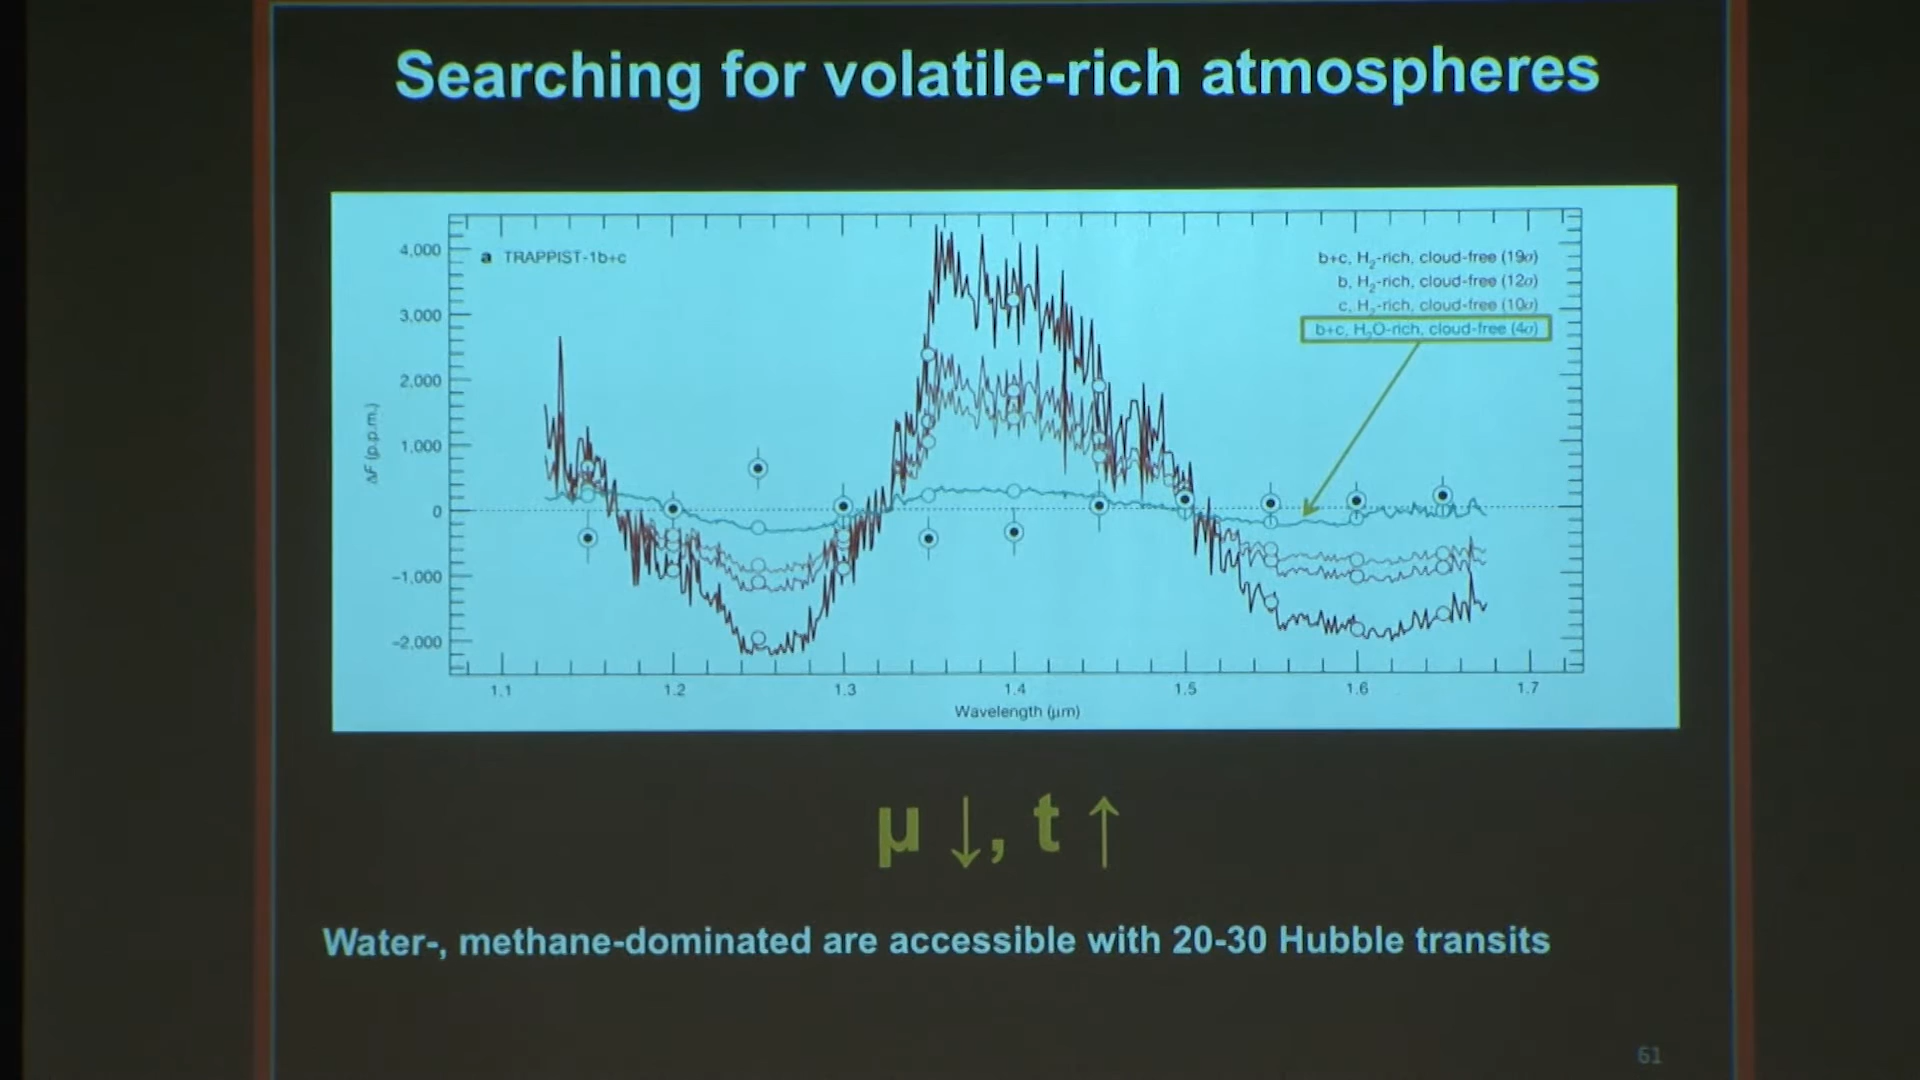 Searching for volatile-rich atmospheres
a TRAPPIST-1b+c
b+c, H2-rich, cloud-free (19σ)
b, H2-rich, cloud-free (12σ)
c, H2-rich, cloud-free (10σ)
b+c, H2O-rich, cloud-free (4σ)
4,000
3,000
2,000
1,000
0
−1,000
−2,000
ΔF (p.p.m.)
1.1 1.2 1.3 1.4 1.5 1.6 1.7
Wavelength (μm)
μ ↓, t ↑
Water-, methane-dominated are accessible with 20-30 Hubble transits
61